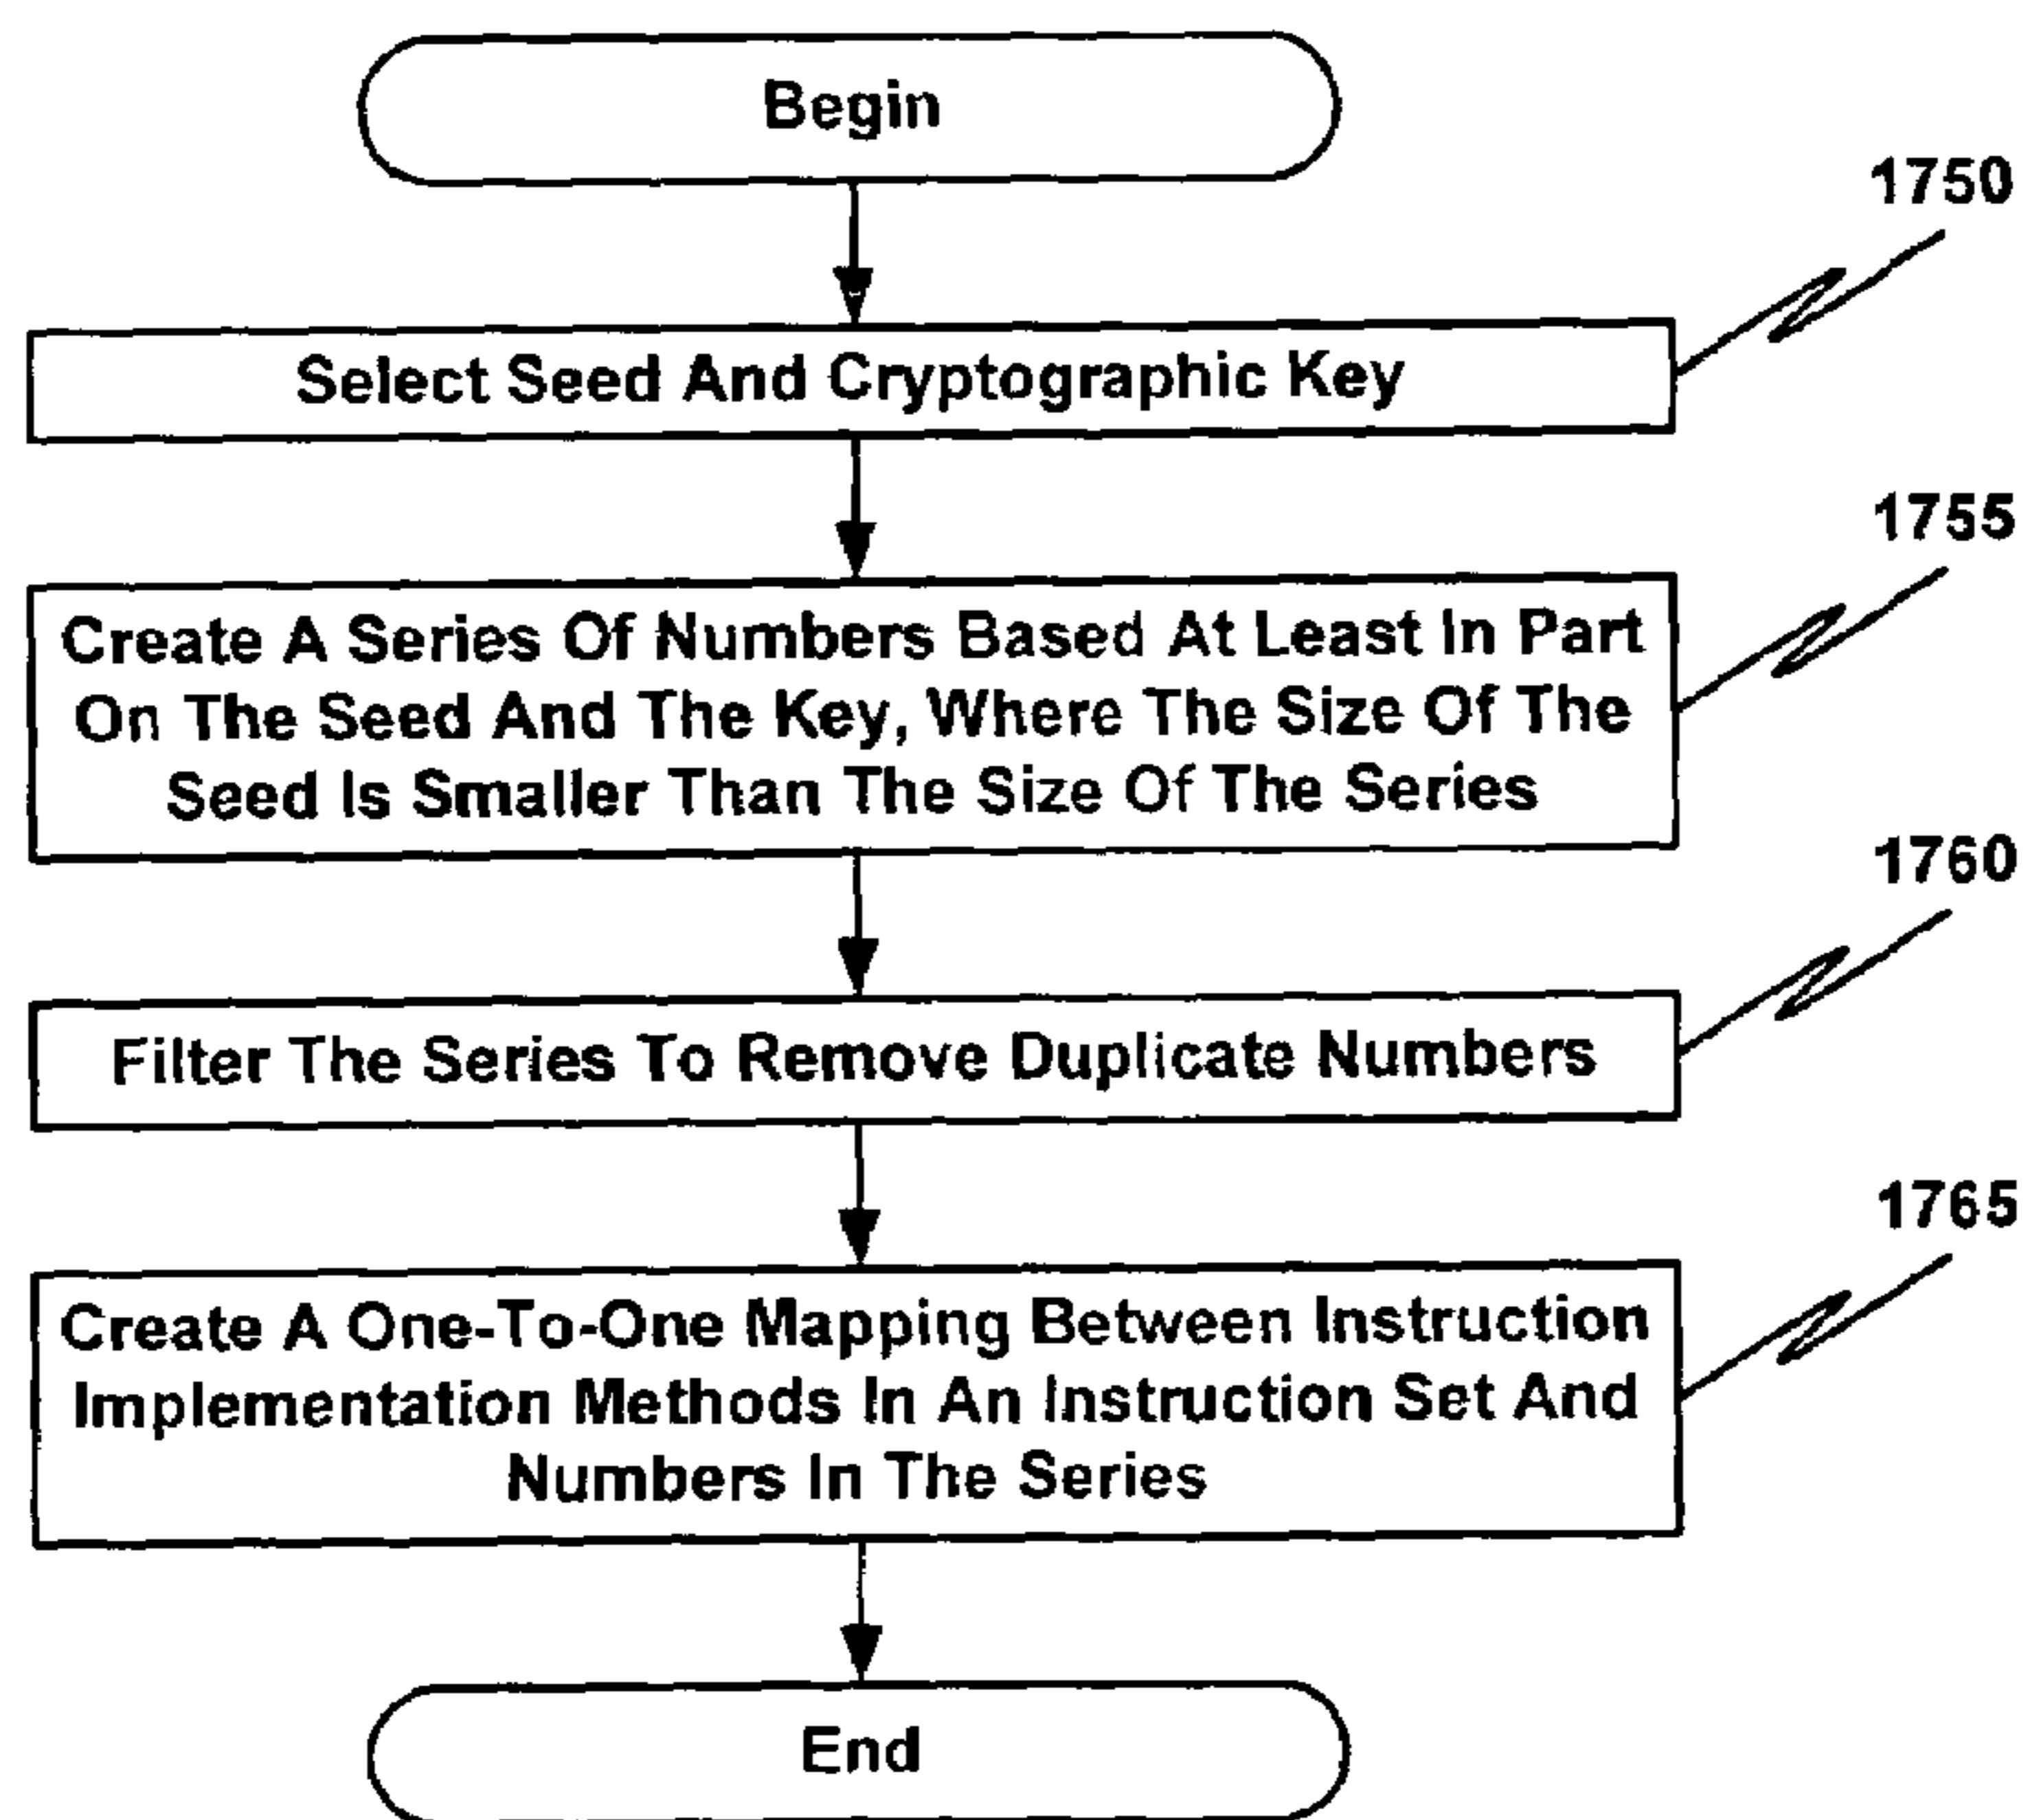 Begin
1750
Select Seed And Cryptographic Key
1755
Create A Series Of Numbers Based At Least In Part
On The Seed And The Key, Where The Size Of The
Seed Is Smaller Than The Size Of The Series
1760
Filter The Series To Remove Duplicate Numbers
1765
Create A One-To-One Mapping Between Instruction
Implementation Methods In An Instruction Set And
Numbers In The Series
End